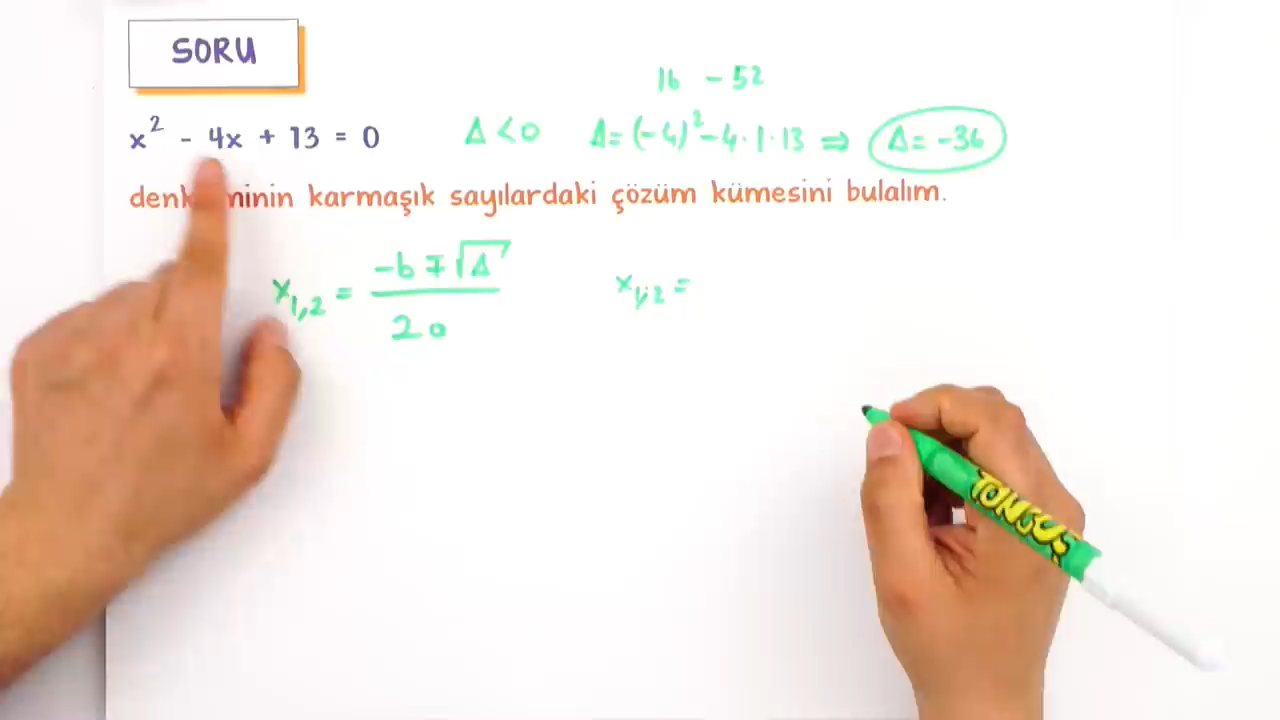 SORU
16 - 52
x² - 4x + 13 = 0 Δ < 0 Δ = (-4)² - 4 · 1 · 13 ⇒ Δ = -36
karmaşık sayılardaki çözüm kümesini bulalım.
x₁,₂ = (-b ∓ √Δ) / 2a x₁,₂ =
TONGUÇ